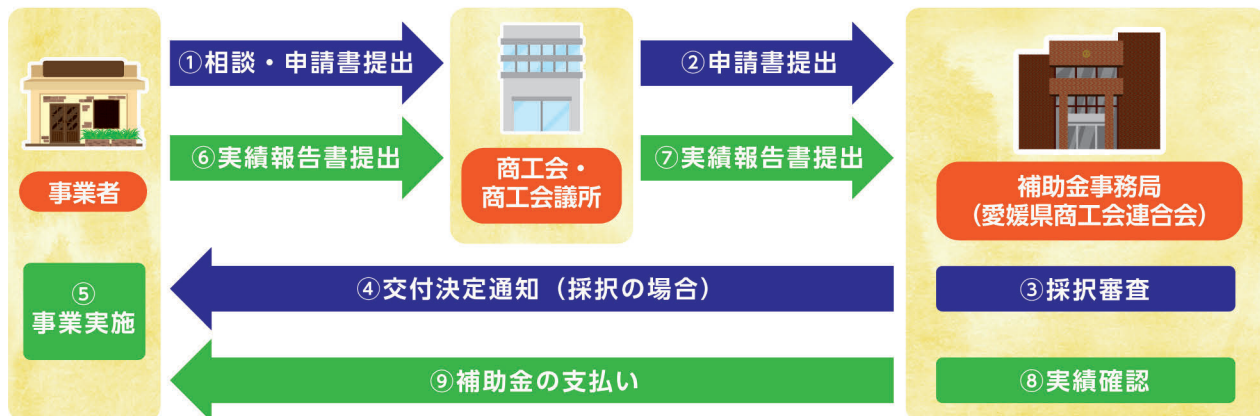 ①相談・申請書提出
②申請書提出
⑥実績報告書提出
⑦実績報告書提出
事業者
商工会・
商工会議所
補助金事務局
（愛媛県商工会連合会）
④交付決定通知（採択の場合）
③採択審査
⑤
事業実施
⑨補助金の支払い
⑧実績確認